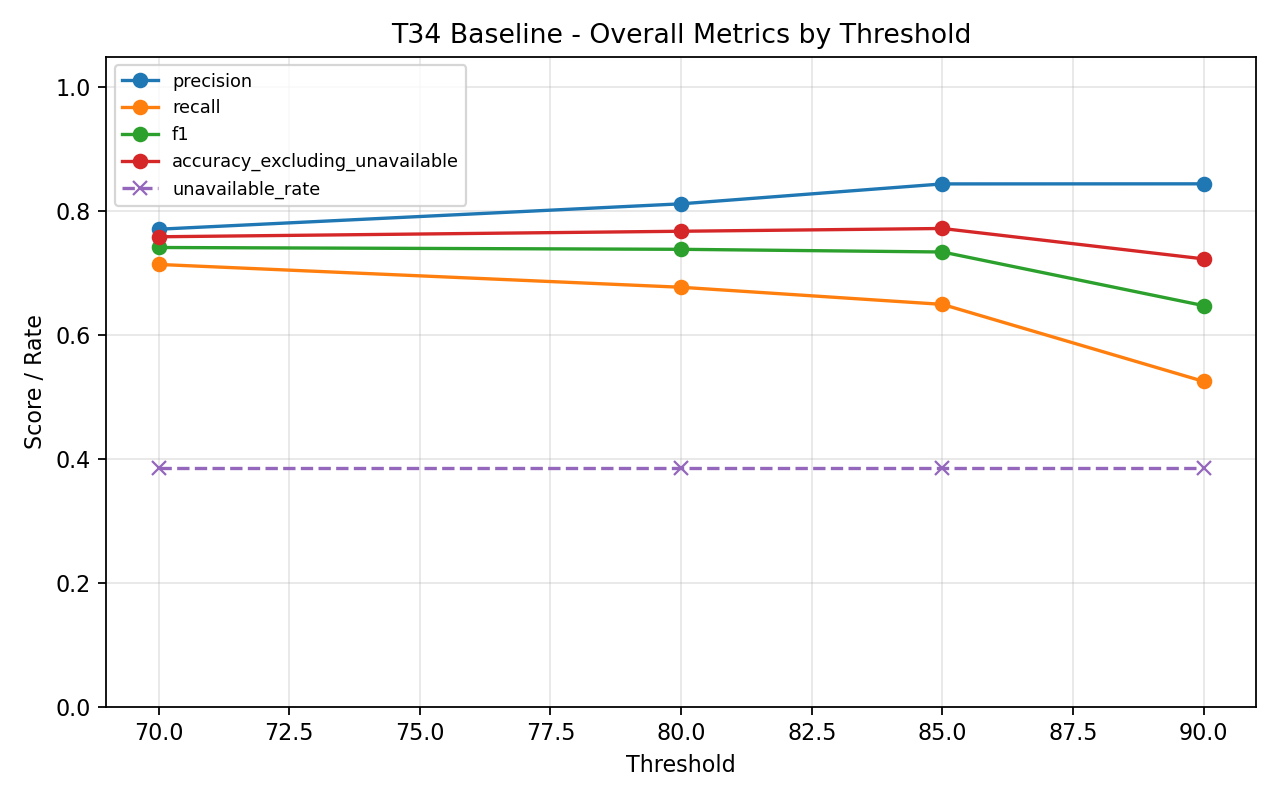 T34 Baseline - Overall Metrics by Threshold
precision
recall
f1
accuracy_excluding_unavailable
unavailable_rate
1.0
0.8
0.6
0.4
0.2
0.0
Score / Rate
70.0 72.5 75.0 77.5 80.0 82.5 85.0 87.5 90.0
Threshold